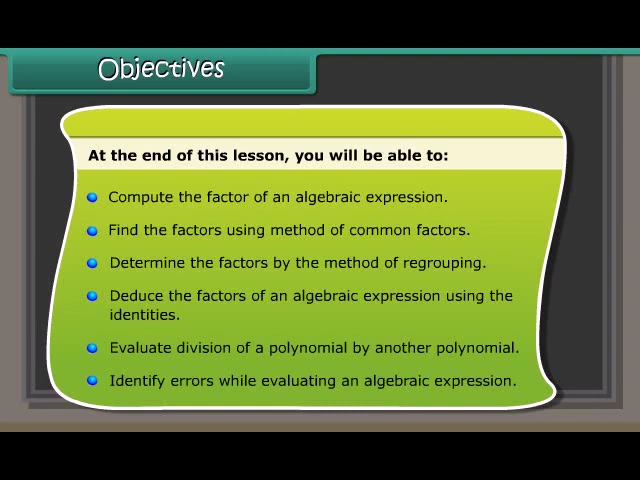 Objectives
At the end of this lesson, you will be able to:
Compute the factor of an algebraic expression.
Find the factors using method of common factors.
Determine the factors by the method of regrouping.
Deduce the factors of an algebraic expression using the
identities.
Evaluate division of a polynomial by another polynomial.
Identify errors while evaluating an algebraic expression.